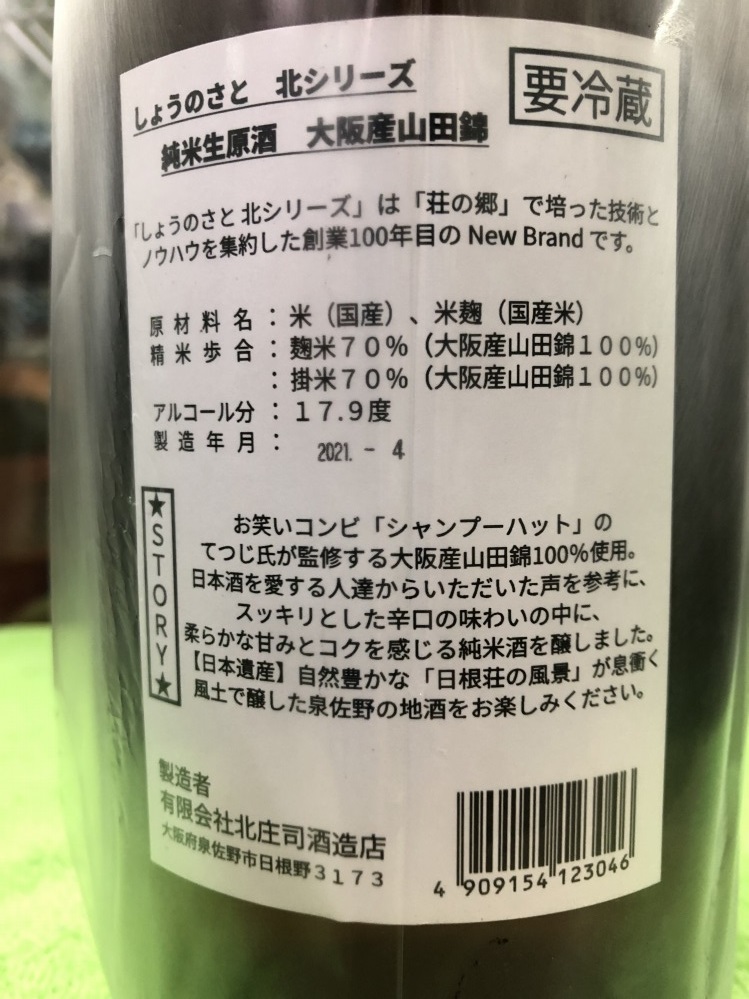 しょうのさと 北シリーズ
要冷蔵
純米生原酒 大阪産山田錦
「しょうのさと 北シリーズ」は「荘の郷」で培った技術と
ノウハウを集約した創業100年目の New Brand です。
原材料名：米（国産）、米麹（国産米）
精米歩合：麹米７０％（大阪産山田錦１００％）
：掛米７０％（大阪産山田錦１００％）
アルコール分：１７.９度
製造年月：2021. - 4
★STORY★
お笑いコンビ「シャンプーハット」の
てつじ氏が監修する大阪産山田錦100％使用。
日本酒を愛する人達からいただいた声を参考に、
スッキリとした辛口の味わいの中に、
柔らかな甘みとコクを感じる純米酒を醸しました。
【日本遺産】自然豊かな「日根荘の風景」が息衝く
風土で醸した泉佐野の地酒をお楽しみください。
製造者
有限会社北庄司酒造店
大阪府泉佐野市日根野３１７３
4 909154 123046